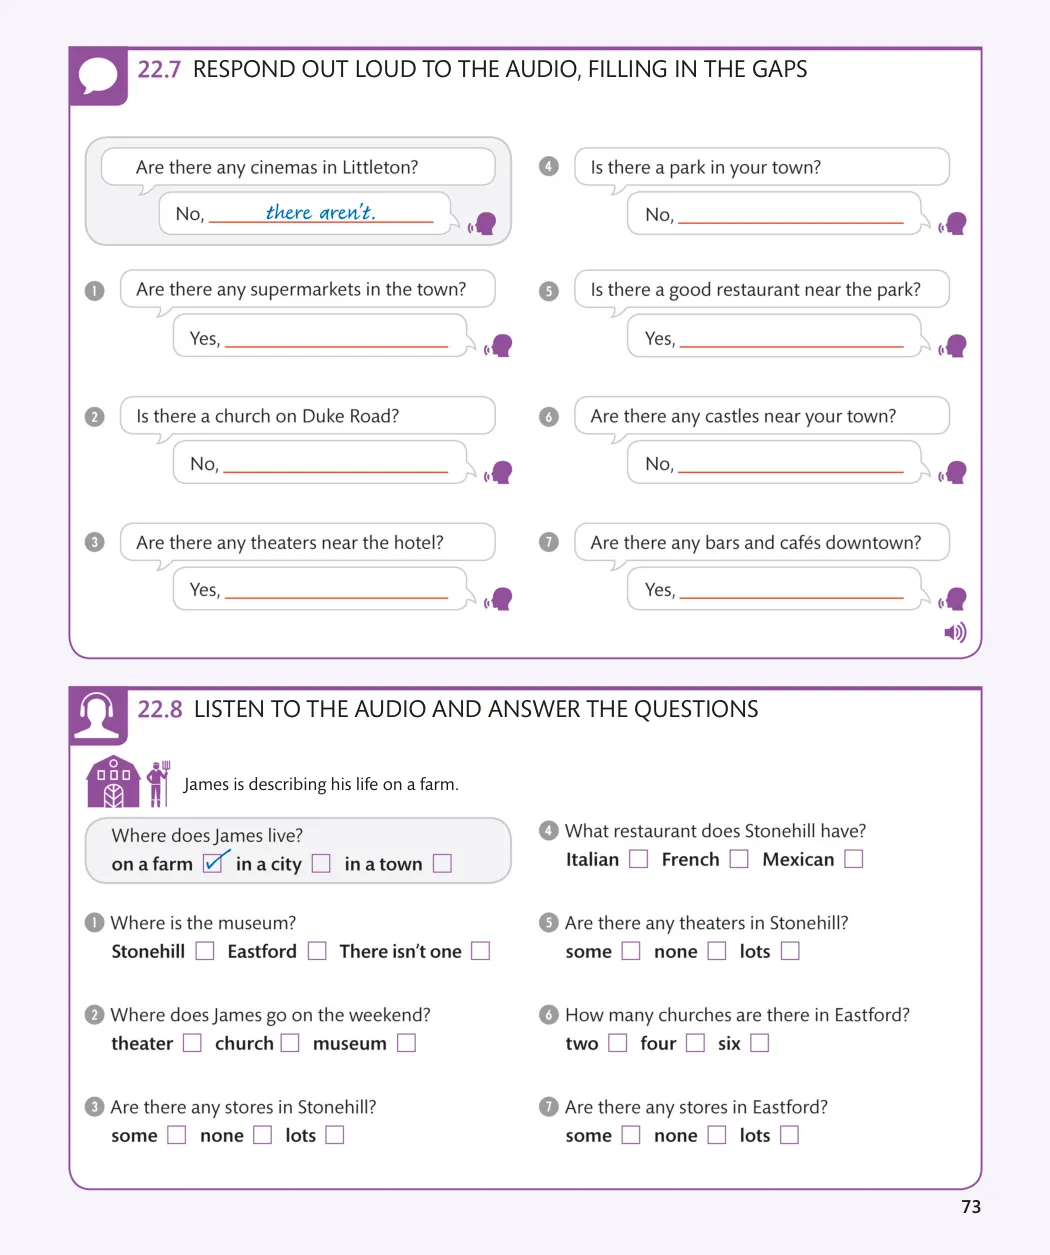 22.7 RESPOND OUT LOUD TO THE AUDIO, FILLING IN THE GAPS
Are there any cinemas in Littleton?
No, there aren't.
1 Are there any supermarkets in the town?
Yes,
2 Is there a church on Duke Road?
No,
3 Are there any theaters near the hotel?
Yes,
4 Is there a park in your town?
No,
5 Is there a good restaurant near the park?
Yes,
6 Are there any castles near your town?
No,
7 Are there any bars and cafés downtown?
Yes,
22.8 LISTEN TO THE AUDIO AND ANSWER THE QUESTIONS
James is describing his life on a farm.
Where does James live?
on a farm in a city in a town
1 Where is the museum?
Stonehill Eastford There isn't one
2 Where does James go on the weekend?
theater church museum
3 Are there any stores in Stonehill?
some none lots
4 What restaurant does Stonehill have?
Italian French Mexican
5 Are there any theaters in Stonehill?
some none lots
6 How many churches are there in Eastford?
two four six
7 Are there any stores in Eastford?
some none lots
73